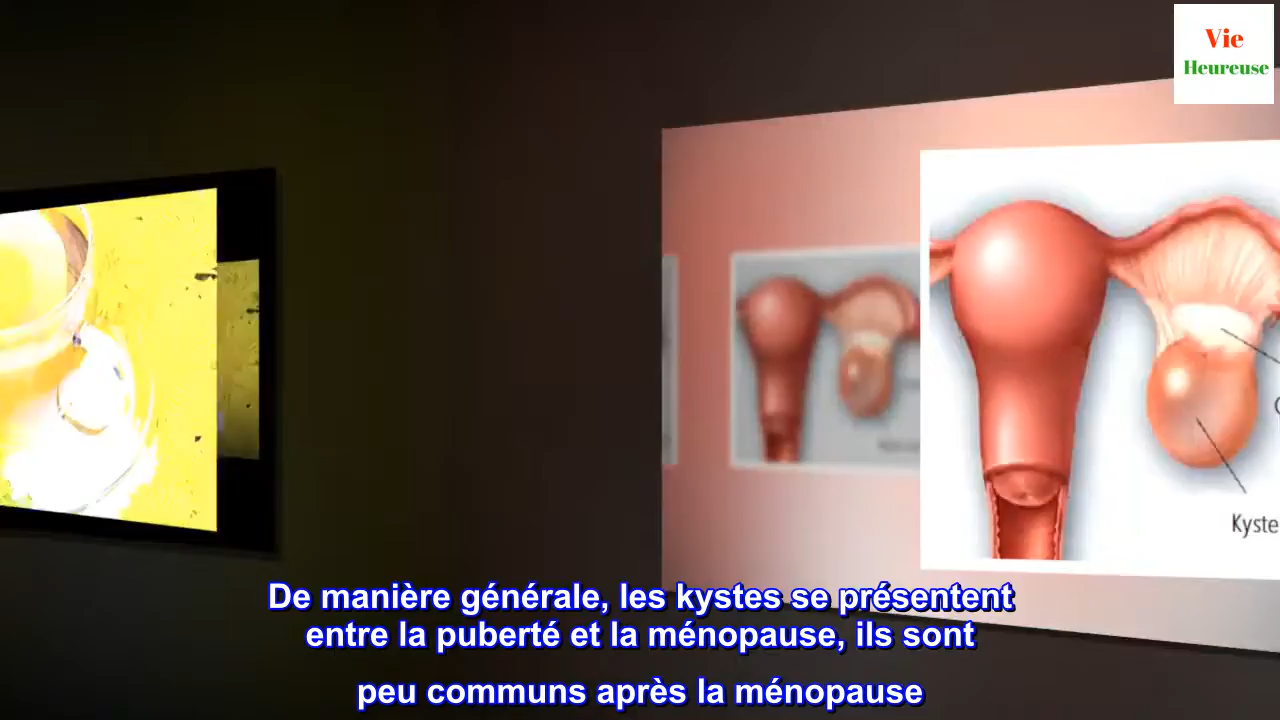 Vie
Heureuse
Kyste
De manière générale, les kystes se présentent
entre la puberté et la ménopause, ils sont
peu communs après la ménopause